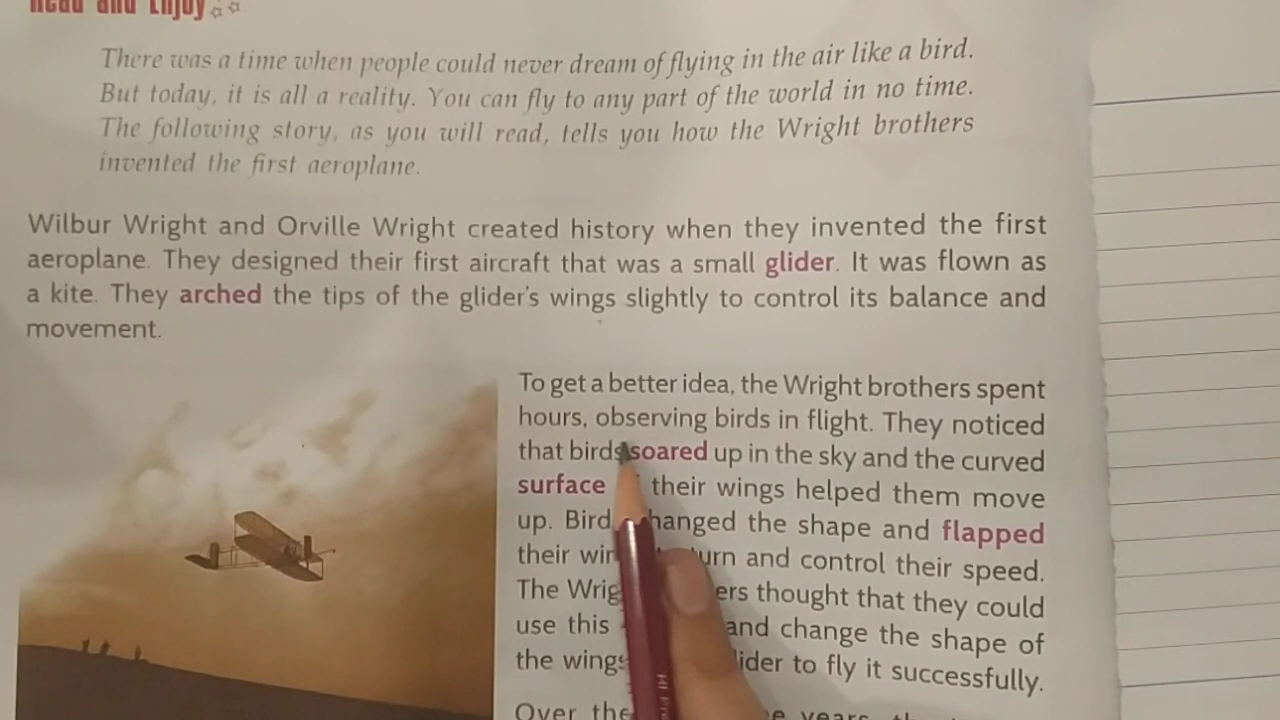 Read and Enjoy
There was a time when people could never dream of flying in the air like a bird.
But today, it is all a reality. You can fly to any part of the world in no time.
The following story, as you will read, tells you how the Wright brothers
invented the first aeroplane.
Wilbur Wright and Orville Wright created history when they invented the first
aeroplane. They designed their first aircraft that was a small glider. It was flown as
a kite. They arched the tips of the glider's wings slightly to control its balance and
movement.
To get a better idea, the Wright brothers spent
hours, observing birds in flight. They noticed
that birds soared up in the sky and the curved
surface their wings helped them move
up. the shape and flapped
their and control their speed.
The thought that they could
use this and change the shape of
the wings to fly it successfully.
Over the years